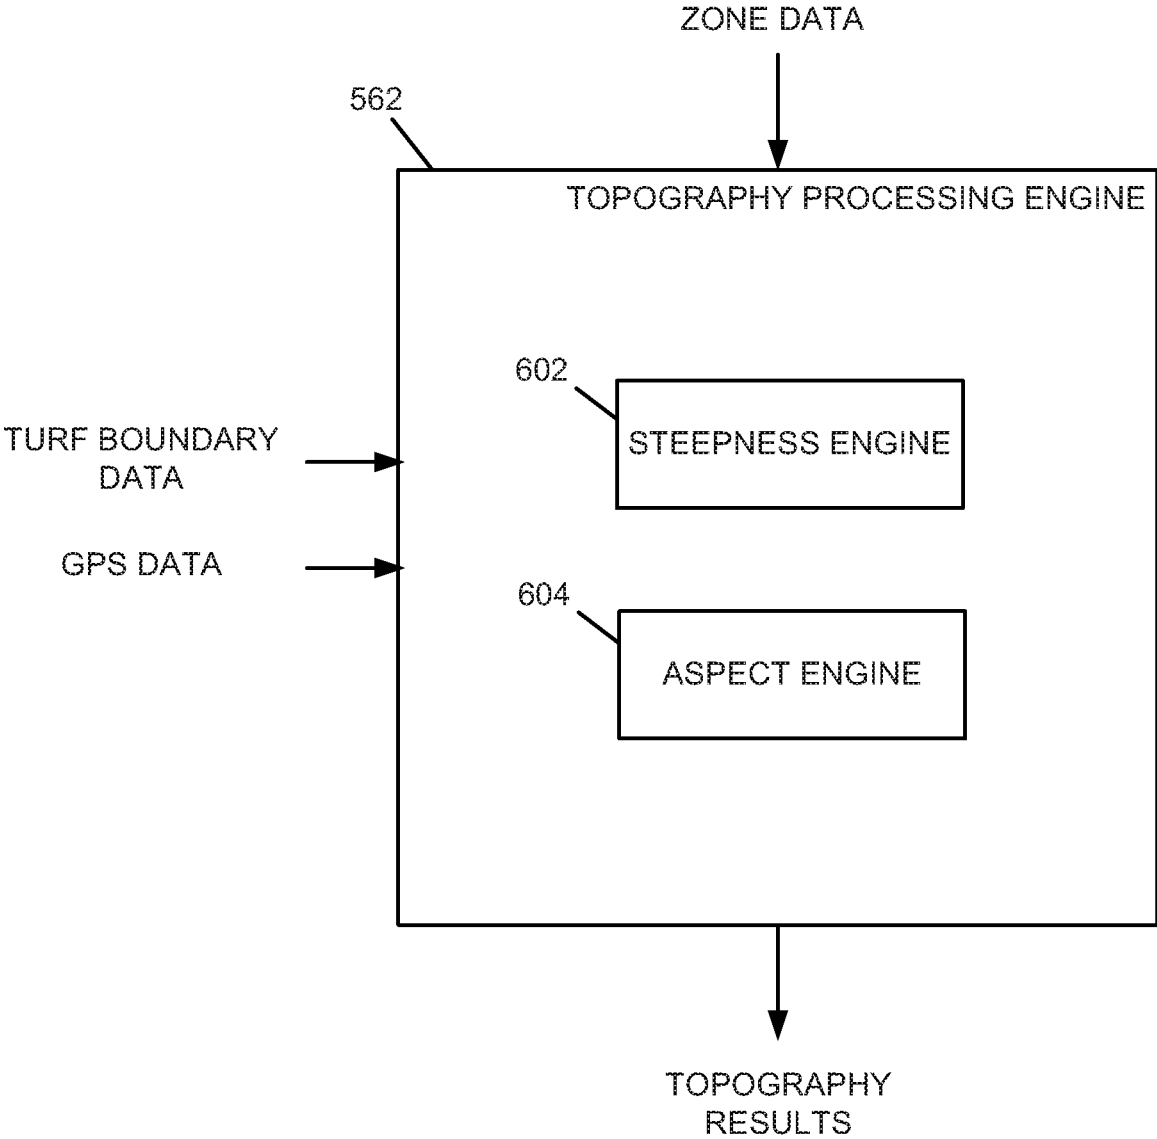 ZONE DATA
562
TOPOGRAPHY PROCESSING ENGINE
602
STEEPNESS ENGINE
TURF BOUNDARY
DATA
GPS DATA
604
ASPECT ENGINE
TOPOGRAPHY
RESULTS